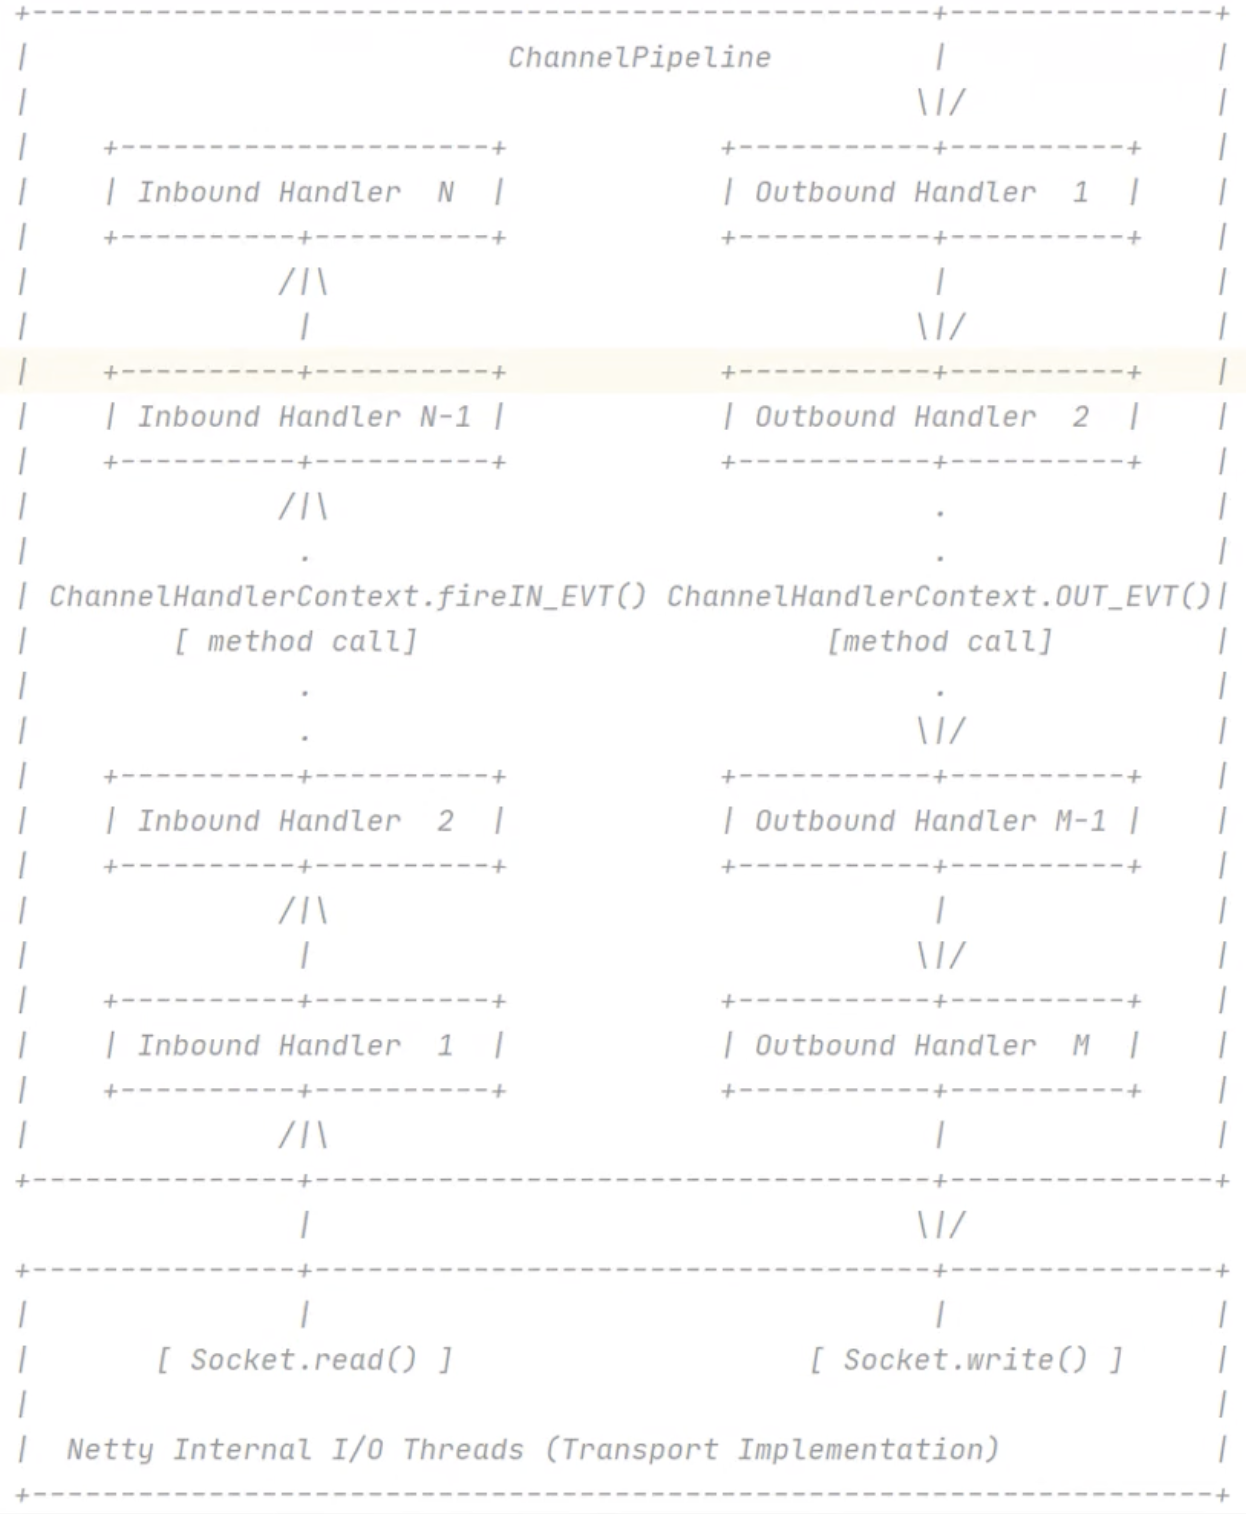 +---------------------------------------------------+---------------+
|                           ChannelPipeline         |               |
|                                                  \|/              |
|    +---------------------+            +-----------+----------+    |
|    | Inbound Handler  N  |            | Outbound Handler  1  |    |
|    +----------+----------+            +-----------+----------+    |
|              /|\                                  |               |
|               |                                  \|/              |
|    +----------+----------+            +-----------+----------+    |
|    | Inbound Handler N-1 |            | Outbound Handler  2  |    |
|    +----------+----------+            +-----------+----------+    |
|              /|\                                  .               |
|               .                                   .               |
| ChannelHandlerContext.fireIN_EVT() ChannelHandlerContext.OUT_EVT()|
|        [ method call]                       [method call]         |
|               .                                   .               |
|               .                                  \|/              |
|    +----------+----------+            +-----------+----------+    |
|    | Inbound Handler  2  |            | Outbound Handler M-1 |    |
|    +----------+----------+            +-----------+----------+    |
|              /|\                                  |               |
|               |                                  \|/              |
|    +----------+----------+            +-----------+----------+    |
|    | Inbound Handler  1  |            | Outbound Handler  M  |    |
|    +----------+----------+            +-----------+----------+    |
|              /|\                                  |               |
+---------------+-----------------------------------+---------------+
                |                                  \|/
+---------------+-----------------------------------+---------------+
|               |                                   |               |
|       [ Socket.read() ]                    [ Socket.write() ]     |
|                                                                   |
|  Netty Internal I/O Threads (Transport Implementation)            |
+-------------------------------------------------------------------+